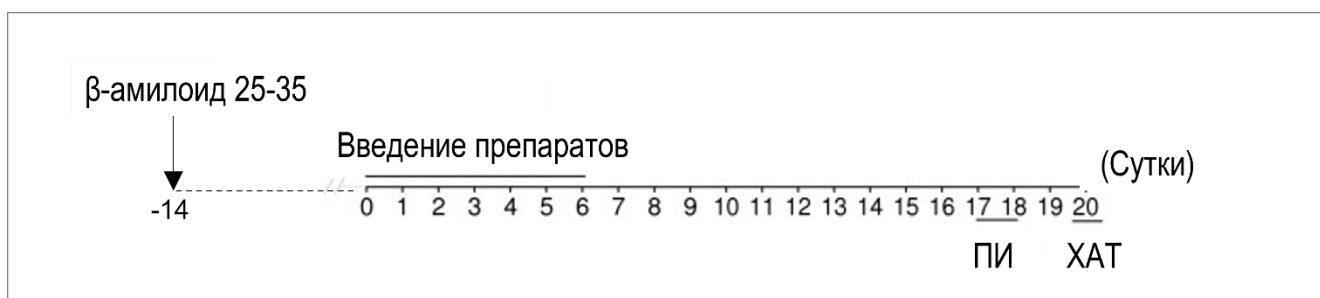 β-амилоид 25-35
Введение препаратов
(Сутки)
-14
0 1 2 3 4 5 6 7 8 9 10 11 12 13 14 15 16 17 18 19 20
ПИ ХАТ